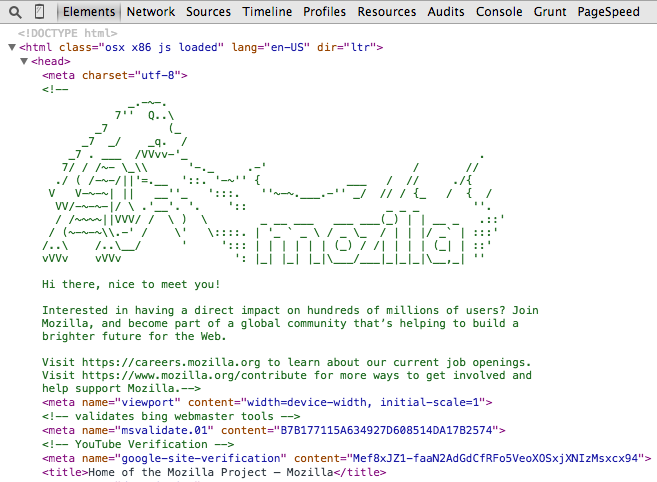 Elements Network Sources Timeline Profiles Resources Audits Console Grunt PageSpeed
<!DOCTYPE html>
▼<html class="osx x86 js loaded" lang="en-US" dir="ltr">
▼<head>
<meta charset="utf-8">
<!--
mozilla
Hi there, nice to meet you!
Interested in having a direct impact on hundreds of millions of users? Join
Mozilla, and become part of a global community that's helping to build a
brighter future for the Web.
Visit https://careers.mozilla.org to learn about our current job openings.
Visit https://www.mozilla.org/contribute for more ways to get involved and
help support Mozilla.-->
<meta name="viewport" content="width=device-width, initial-scale=1">
<!-- validates bing webmaster tools -->
<meta name="msvalidate.01" content="B7B177115A634927D608514DA17B2574">
<!-- YouTube Verification -->
<meta name="google-site-verification" content="Mef8xJZ1-faaN2AdGdCfRFo5VeoXOSxjXNIzMsxcx94">
<title>Home of the Mozilla Project — Mozilla</title>